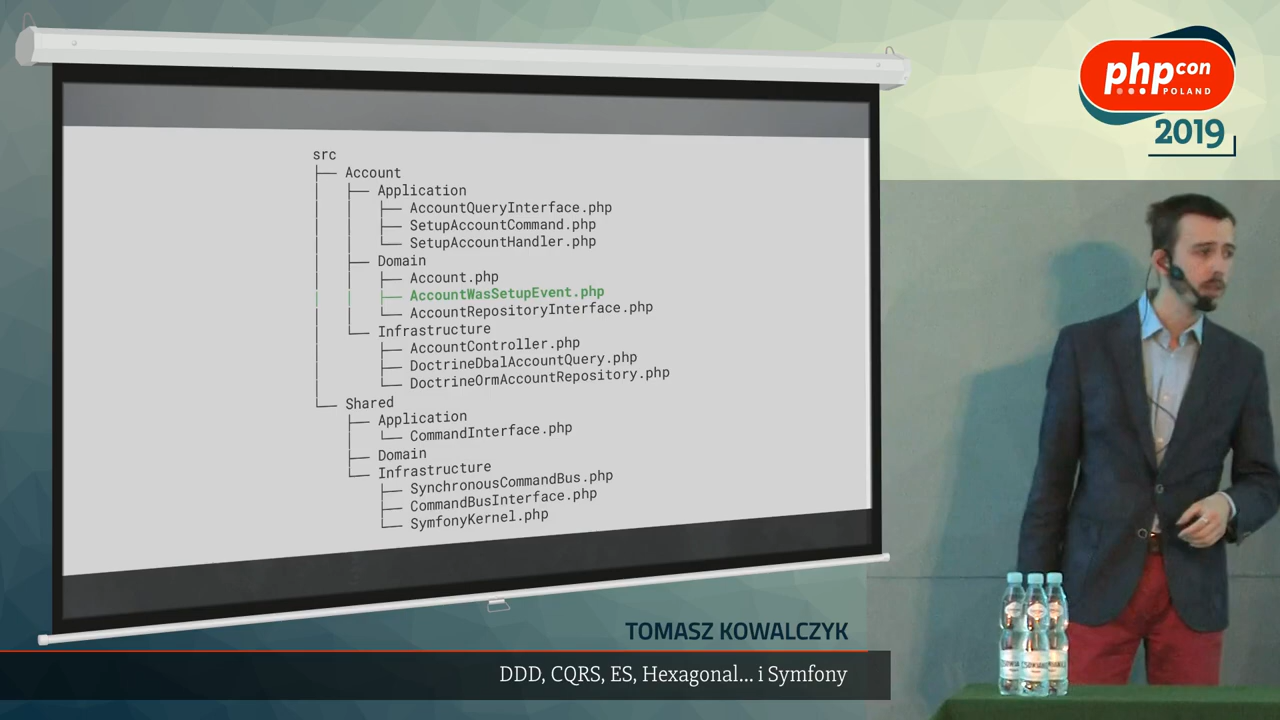 src
├── Account
│   ├── Application
│   │   ├── AccountQueryInterface.php
│   │   ├── SetupAccountCommand.php
│   │   └── SetupAccountHandler.php
│   ├── Domain
│   │   ├── Account.php
│   │   ├── AccountWasSetupEvent.php
│   │   └── AccountRepositoryInterface.php
│   └── Infrastructure
│       ├── AccountController.php
│       ├── DoctrineDbalAccountQuery.php
│       └── DoctrineOrmAccountRepository.php
└── Shared
    ├── Application
    │   └── CommandInterface.php
    ├── Domain
    └── Infrastructure
        ├── SynchronousCommandBus.php
        ├── CommandBusInterface.php
        └── SymfonyKernel.php
phpcon
POLAND
2019
TOMASZ KOWALCZYK
DDD, CQRS, ES, Hexagonal... i Symfony